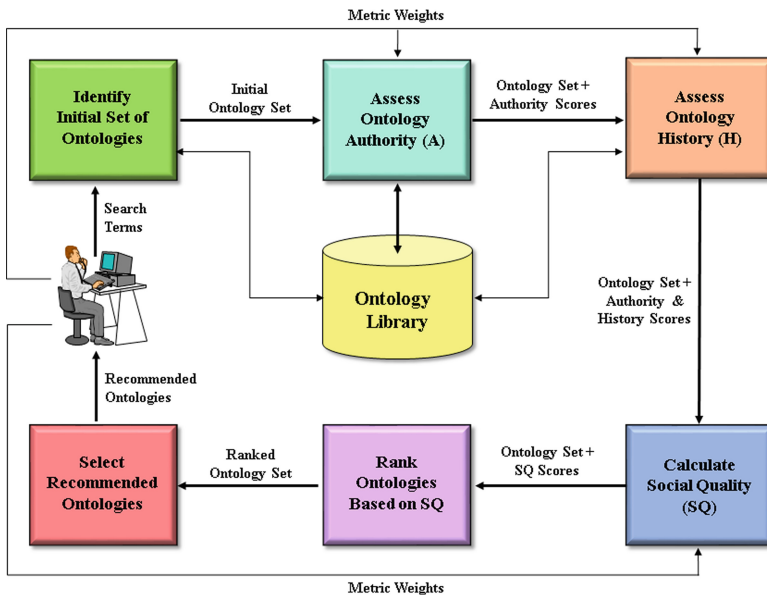 Metric Weights
Identify
Initial Set of
Ontologies
Initial
Ontology Set
Assess
Ontology
Authority (A)
Ontology Set +
Authority Scores
Assess
Ontology
History (H)
Search
Terms
Ontology
Library
Ontology Set +
Authority &
History Scores
Recommended
Ontologies
Select
Recommended
Ontologies
Ranked
Ontology Set
Rank
Ontologies
Based on SQ
Ontology Set +
SQ Scores
Calculate
Social Quality
(SQ)
Metric Weights